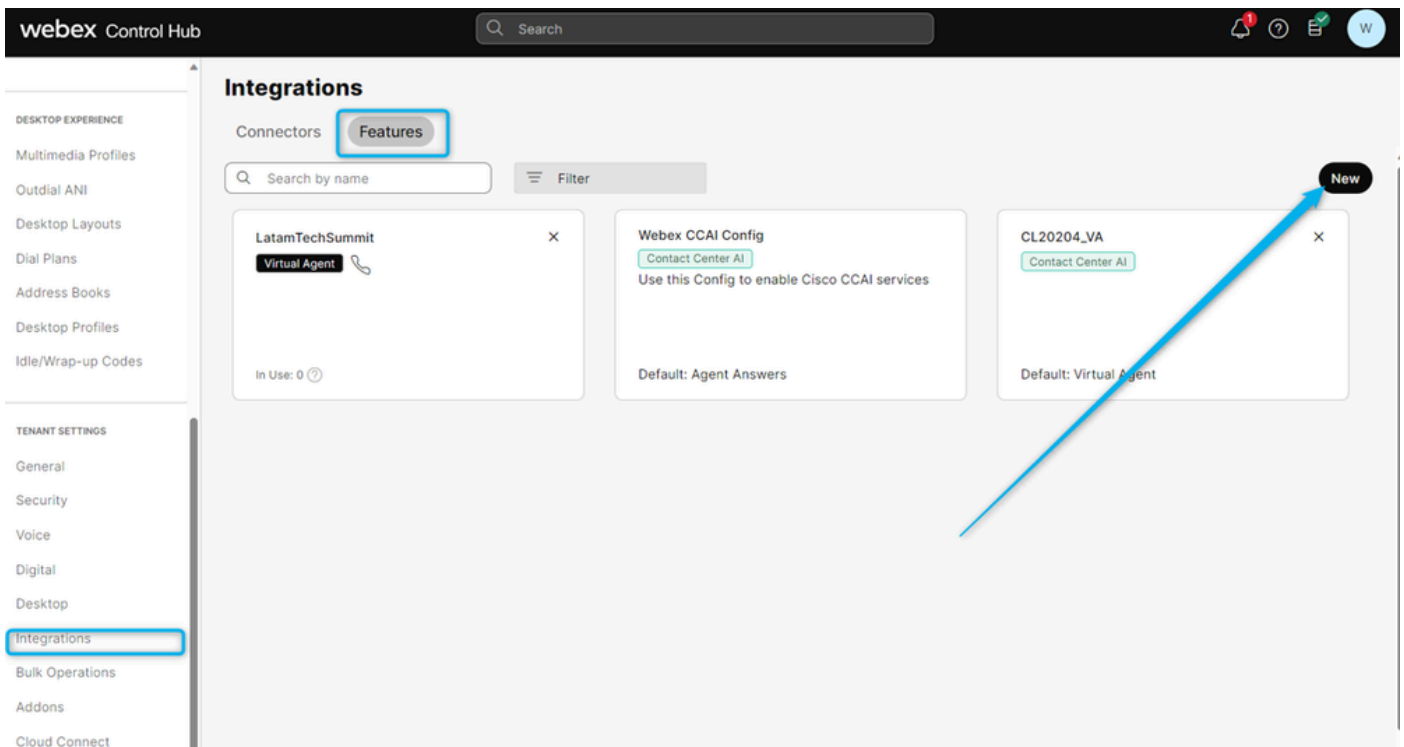 webex Control Hub
Search
1
W
DESKTOP EXPERIENCE
Multimedia Profiles
Outdial ANI
Desktop Layouts
Dial Plans
Address Books
Desktop Profiles
Idle/Wrap-up Codes
TENANT SETTINGS
General
Security
Voice
Digital
Desktop
Integrations
Bulk Operations
Addons
Cloud Connect
Integrations
Connectors
Features
Search by name
Filter
New
LatamTechSummit
Virtual Agent
In Use: 0
Webex CCAI Config
Contact Center AI
Use this Config to enable Cisco CCAI services
Default: Agent Answers
CL20204_VA
Contact Center AI
Default: Virtual Agent